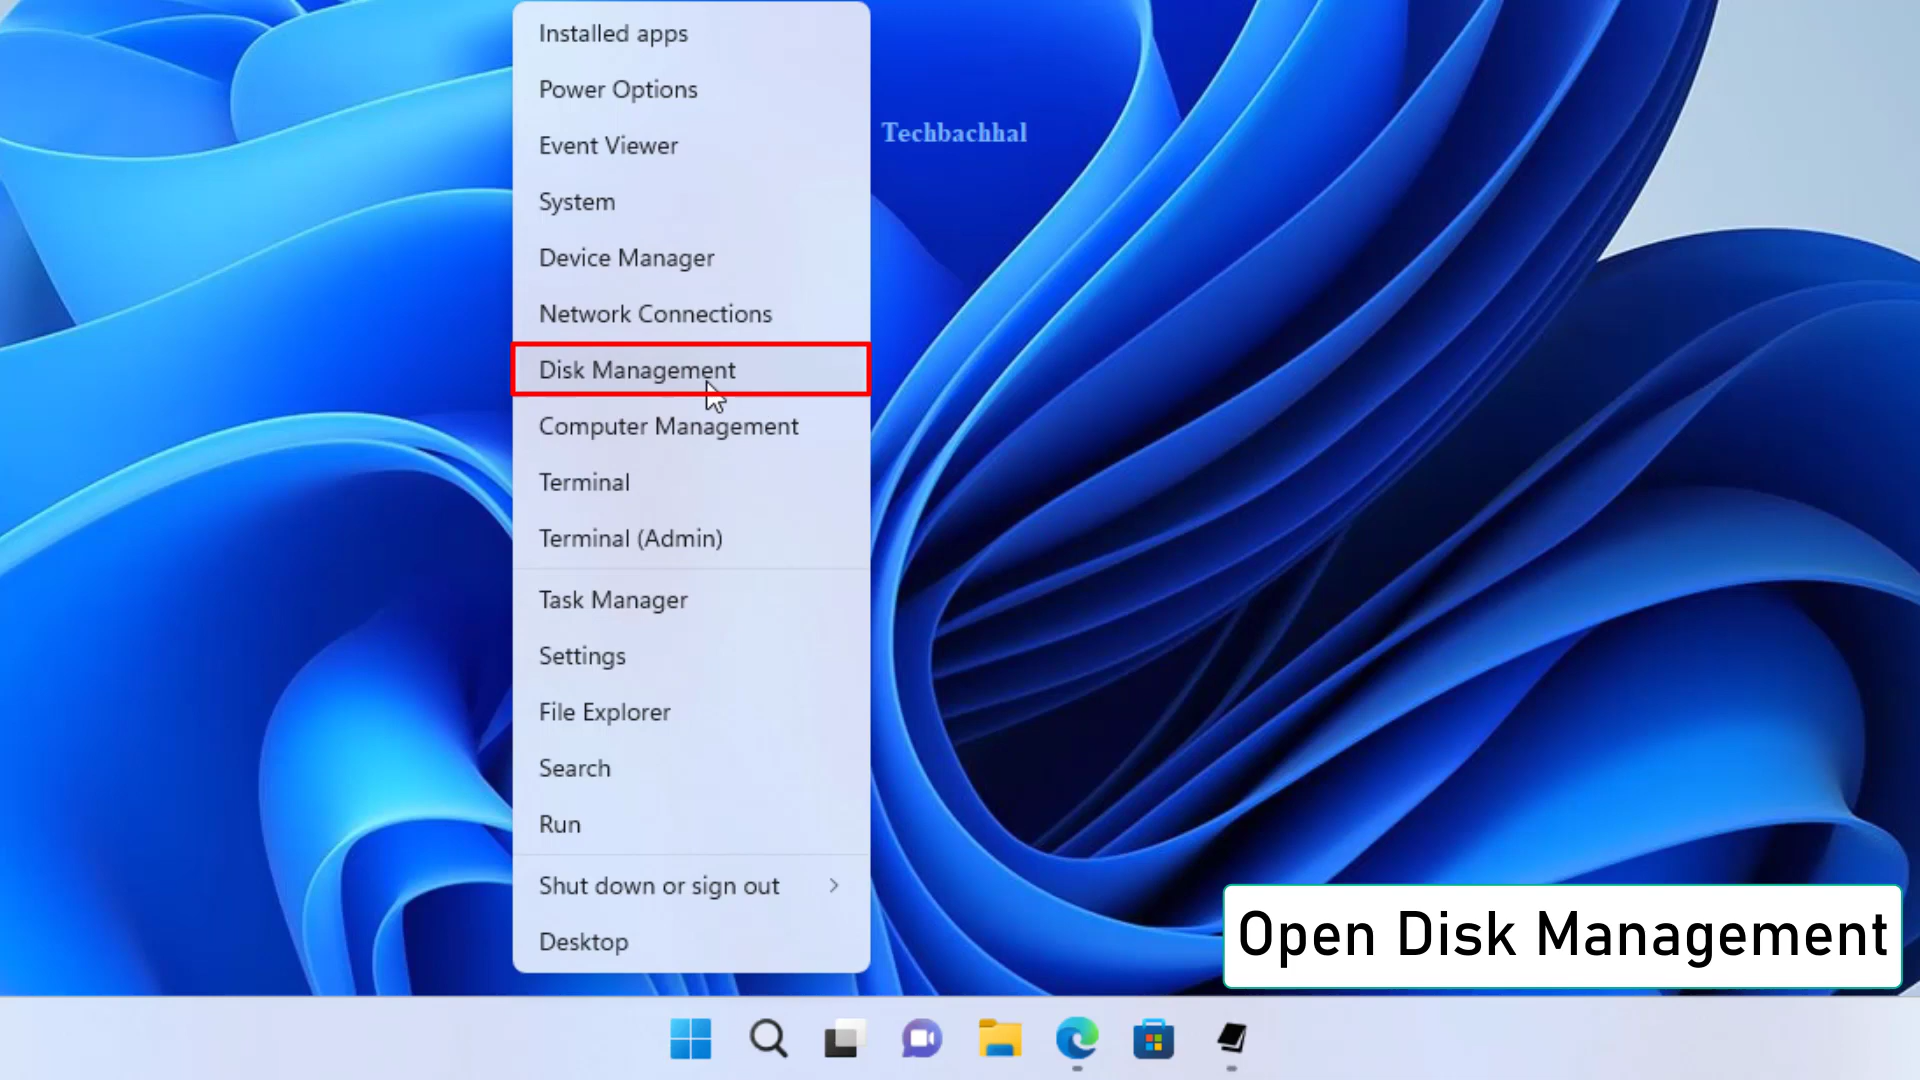 Installed apps
Power Options
Event Viewer
Techbachhal
System
Device Manager
Network Connections
Disk Management
Computer Management
Terminal
Terminal (Admin)
Task Manager
Settings
File Explorer
Search
Run
Shut down or sign out
Desktop
Open Disk Management